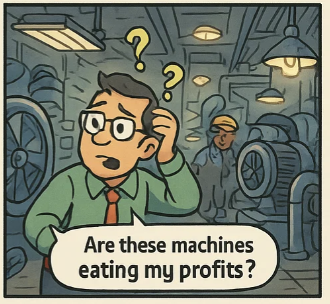 ? ?
Are these machines
eating my profits?